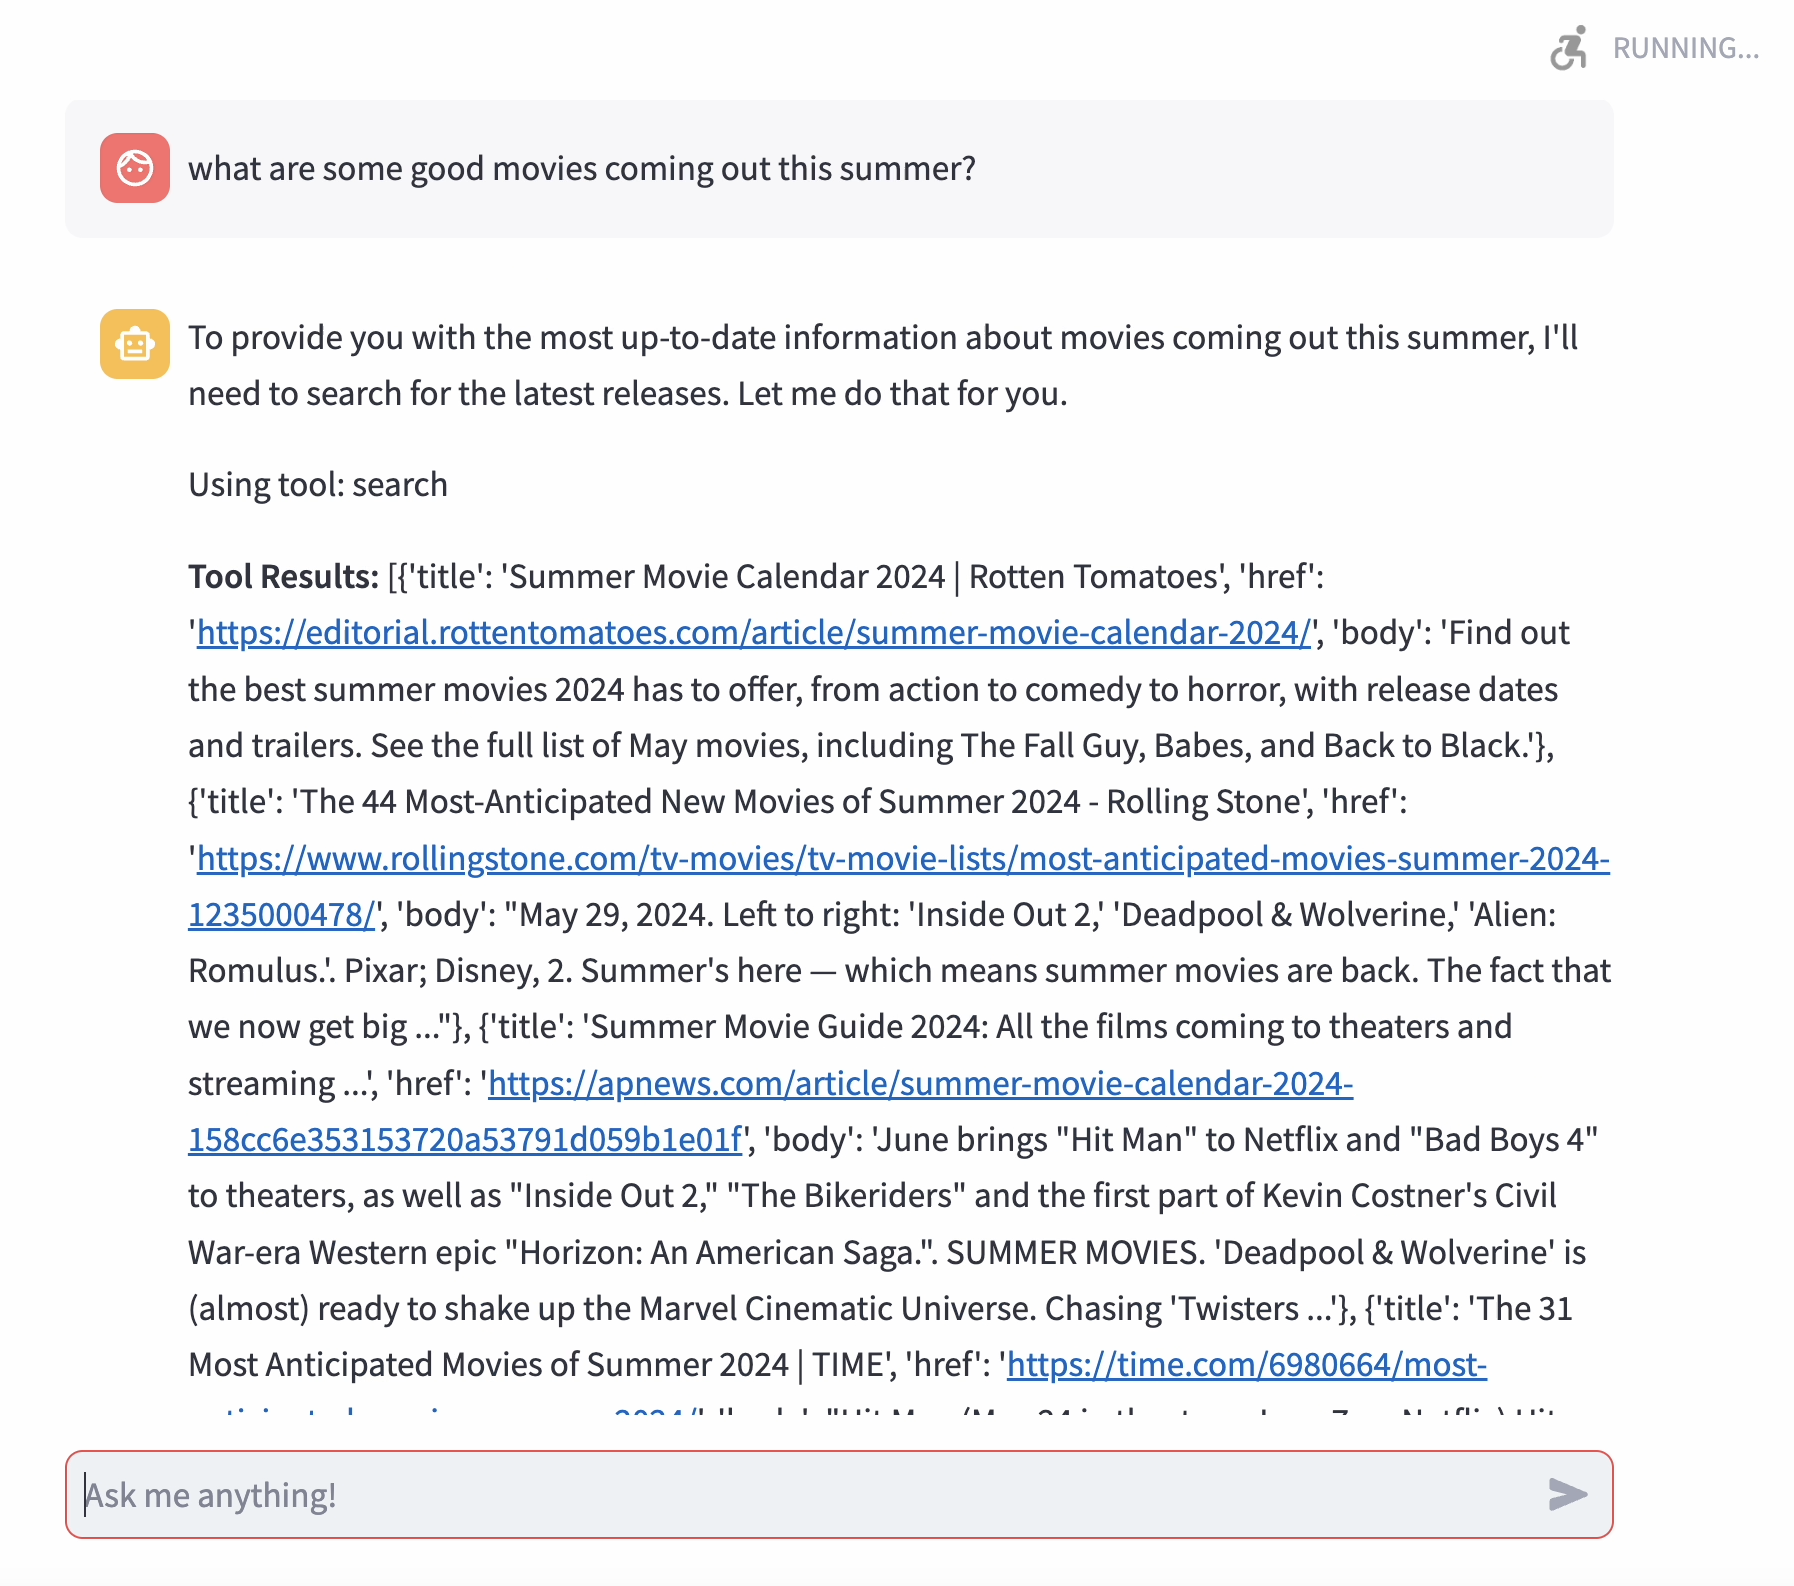 RUNNING...
what are some good movies coming out this summer?
To provide you with the most up-to-date information about movies coming out this summer, I'll
need to search for the latest releases. Let me do that for you.
Using tool: search
Tool Results: [{'title': 'Summer Movie Calendar 2024 | Rotten Tomatoes', 'href':
'https://editorial.rottentomatoes.com/article/summer-movie-calendar-2024/', 'body': 'Find out
the best summer movies 2024 has to offer, from action to comedy to horror, with release dates
and trailers. See the full list of May movies, including The Fall Guy, Babes, and Back to Black.'},
{'title': 'The 44 Most-Anticipated New Movies of Summer 2024 - Rolling Stone', 'href':
'https://www.rollingstone.com/tv-movies/tv-movie-lists/most-anticipated-movies-summer-2024-
1235000478/', 'body': "May 29, 2024. Left to right: 'Inside Out 2,' 'Deadpool & Wolverine,' 'Alien:
Romulus.'. Pixar; Disney, 2. Summer's here — which means summer movies are back. The fact that
we now get big ..."}, {'title': 'Summer Movie Guide 2024: All the films coming to theaters and
streaming ...', 'href': 'https://apnews.com/article/summer-movie-calendar-2024-
158cc6e353153720a53791d059b1e01f', 'body': 'June brings "Hit Man" to Netflix and "Bad Boys 4"
to theaters, as well as "Inside Out 2," "The Bikeriders" and the first part of Kevin Costner's Civil
War-era Western epic "Horizon: An American Saga.". SUMMER MOVIES. 'Deadpool & Wolverine' is
(almost) ready to shake up the Marvel Cinematic Universe. Chasing 'Twisters ...'}, {'title': 'The 31
Most Anticipated Movies of Summer 2024 | TIME', 'href': 'https://time.com/6980664/most-
Ask me anything!